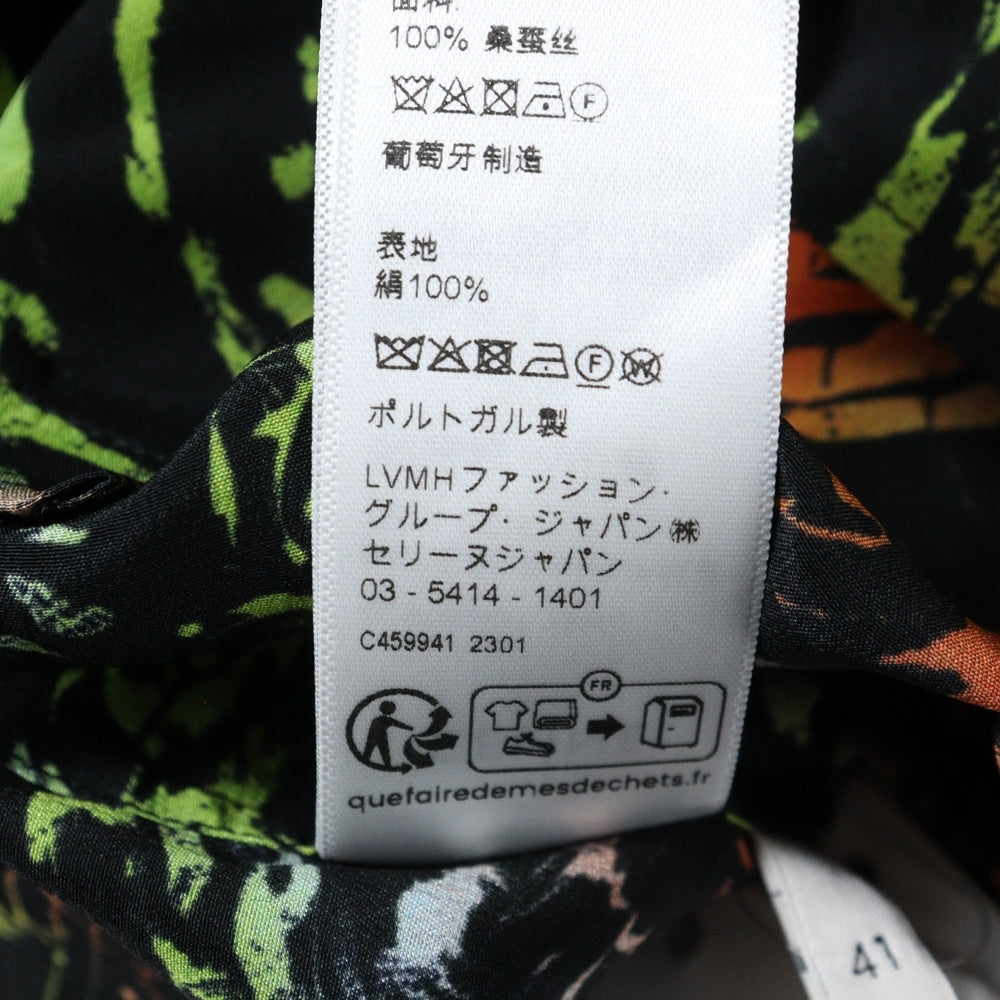 面料:
100% 桑蚕丝
F
葡萄牙制造
表地
絹100%
F W
ポルトガル製
LVMHファッション・
グループ・ジャパン㈱
セリーヌジャパン
03 - 5414 - 1401
C459941 2301
FR
quefairedemesdechets.fr
41